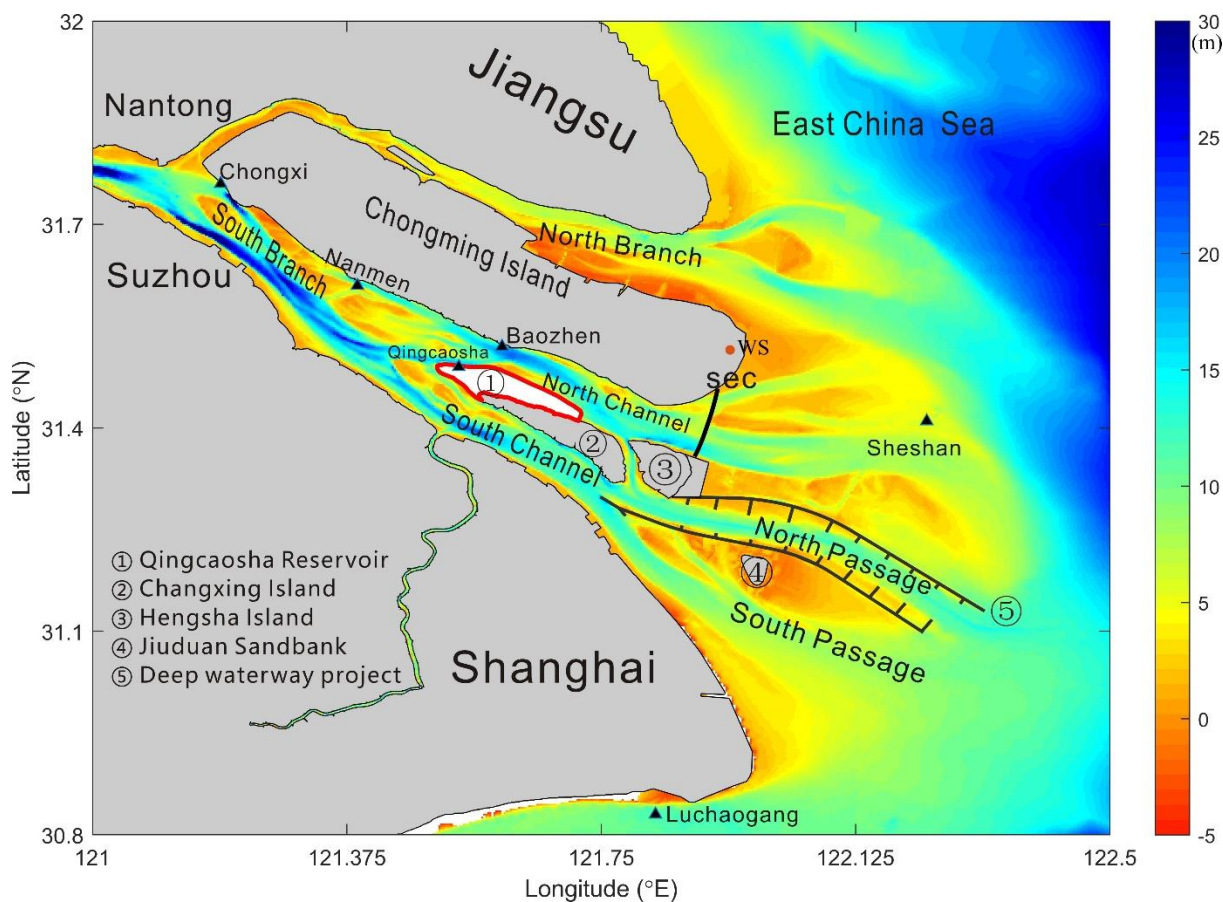 32
31.7
31.4
31.1
30.8
Latitude (°N)
121
121.375
121.75
122.125
122.5
Longitude (°E)
Nantong
Jiangsu
East China Sea
Chongxi
Chongming Island
North Branch
South Branch
Suzhou
Nanmen
Baozhen
WS
Qingcaosha
sec
①
North Channel
Sheshan
②
③
South Channel
North Passage
④
⑤
South Passage
① Qingcaosha Reservoir
② Changxing Island
③ Hengsha Island
④ Jiuduan Sandbank
⑤ Deep waterway project
Shanghai
Luchaogang
30
(m)
25
20
15
10
5
0
-5